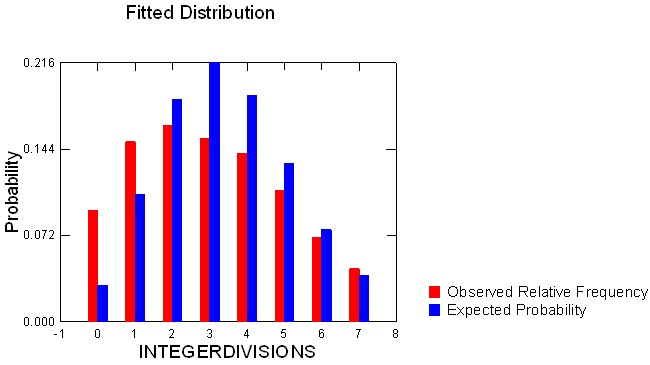 Fitted Distribution
0.216
0.144
0.072
0.000
Probability
-1 0 1 2 3 4 5 6 7 8
INTEGERDIVISIONS
Observed Relative Frequency
Expected Probability